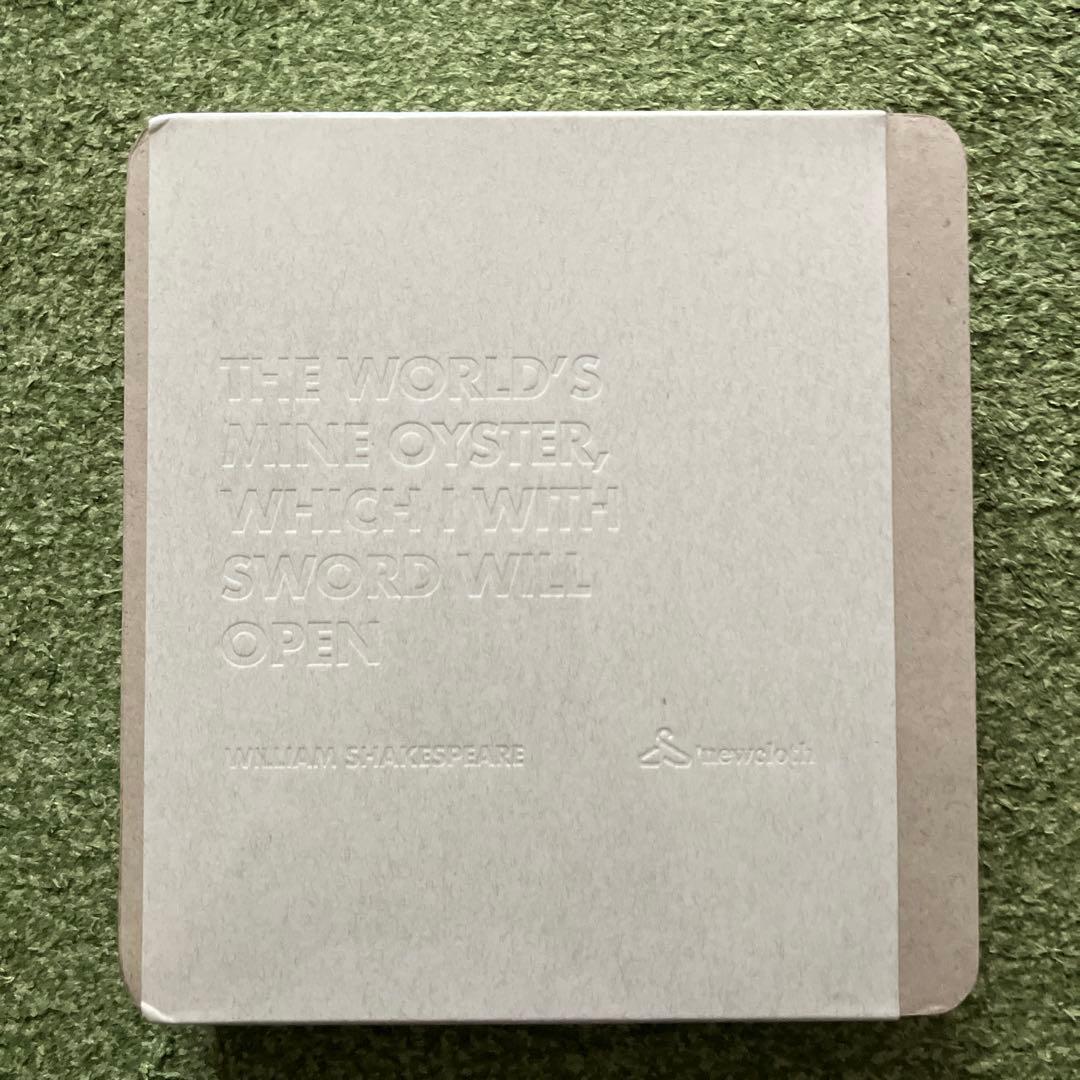 THE WORLD'S
MINE OYSTER,
WHICH I WITH
SWORD WILL
OPEN
WILLIAM SHAKESPEARE
newcloth